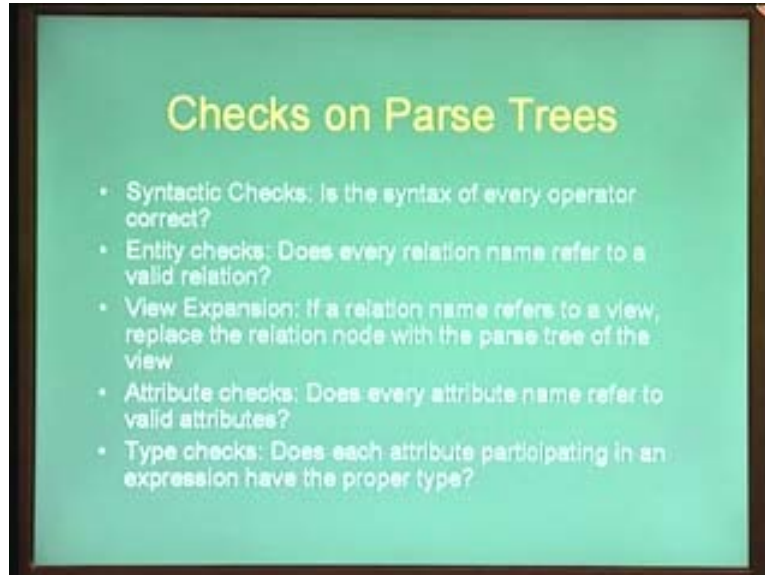 Checks on Parse Trees
• Syntactic Checks: Is the syntax of every operator
correct?
• Entity checks: Does every relation name refer to a
valid relation?
• View Expansion: If a relation name refers to a view,
replace the relation node with the parse tree of the
view
• Attribute checks: Does every attribute name refer to
valid attributes?
• Type checks: Does each attribute participating in an
expression have the proper type?